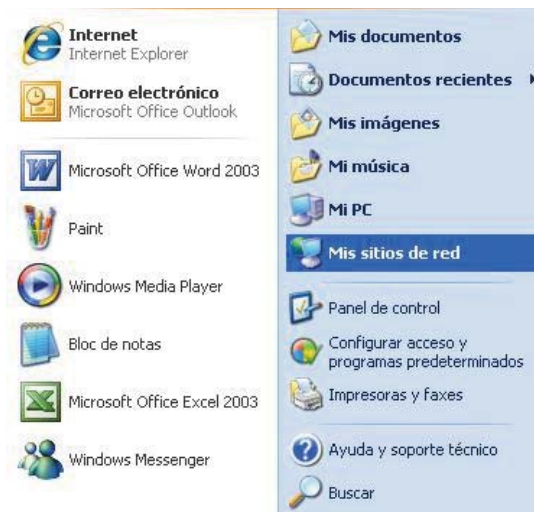 Internet
Internet Explorer
Correo electrónico
Microsoft Office Outlook
Microsoft Office Word 2003
Paint
Windows Media Player
Bloc de notas
Microsoft Office Excel 2003
Windows Messenger
Mis documentos
Documentos recientes
Mis imágenes
Mi música
Mi PC
Mis sitios de red
Panel de control
Configurar acceso y
programas predeterminados
Impresoras y faxes
Ayuda y soporte técnico
Buscar